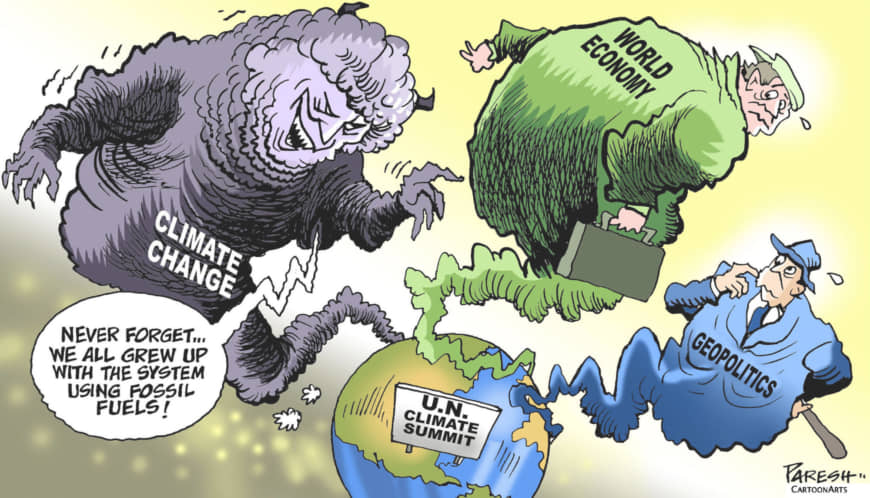 WORLD
ECONOMY
CLIMATE
CHANGE
NEVER FORGET...
WE ALL GREW UP
WITH THE SYSTEM
USING FOSSIL
FUELS!
GEOPOLITICS
U.N.
CLIMATE
SUMMIT
PARESH
CARTOONARTS